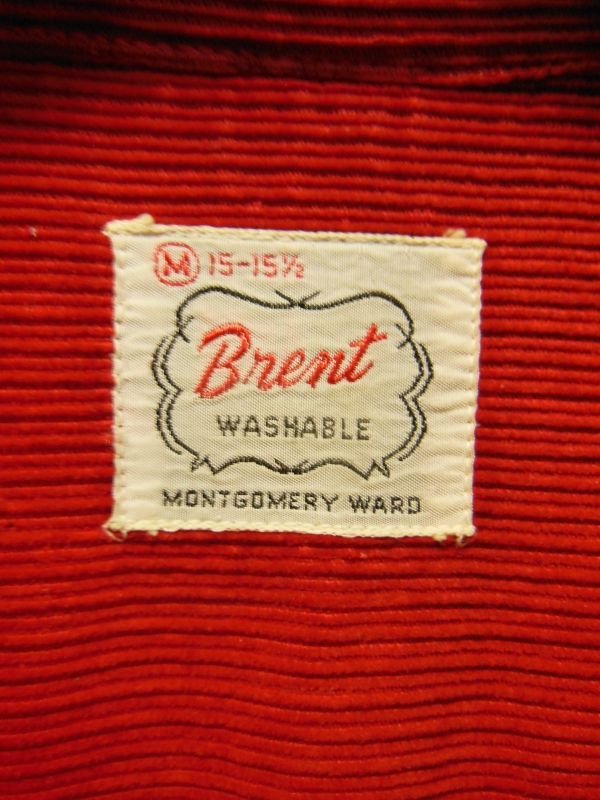 M 15-15½
Brent
WASHABLE
MONTGOMERY WARD